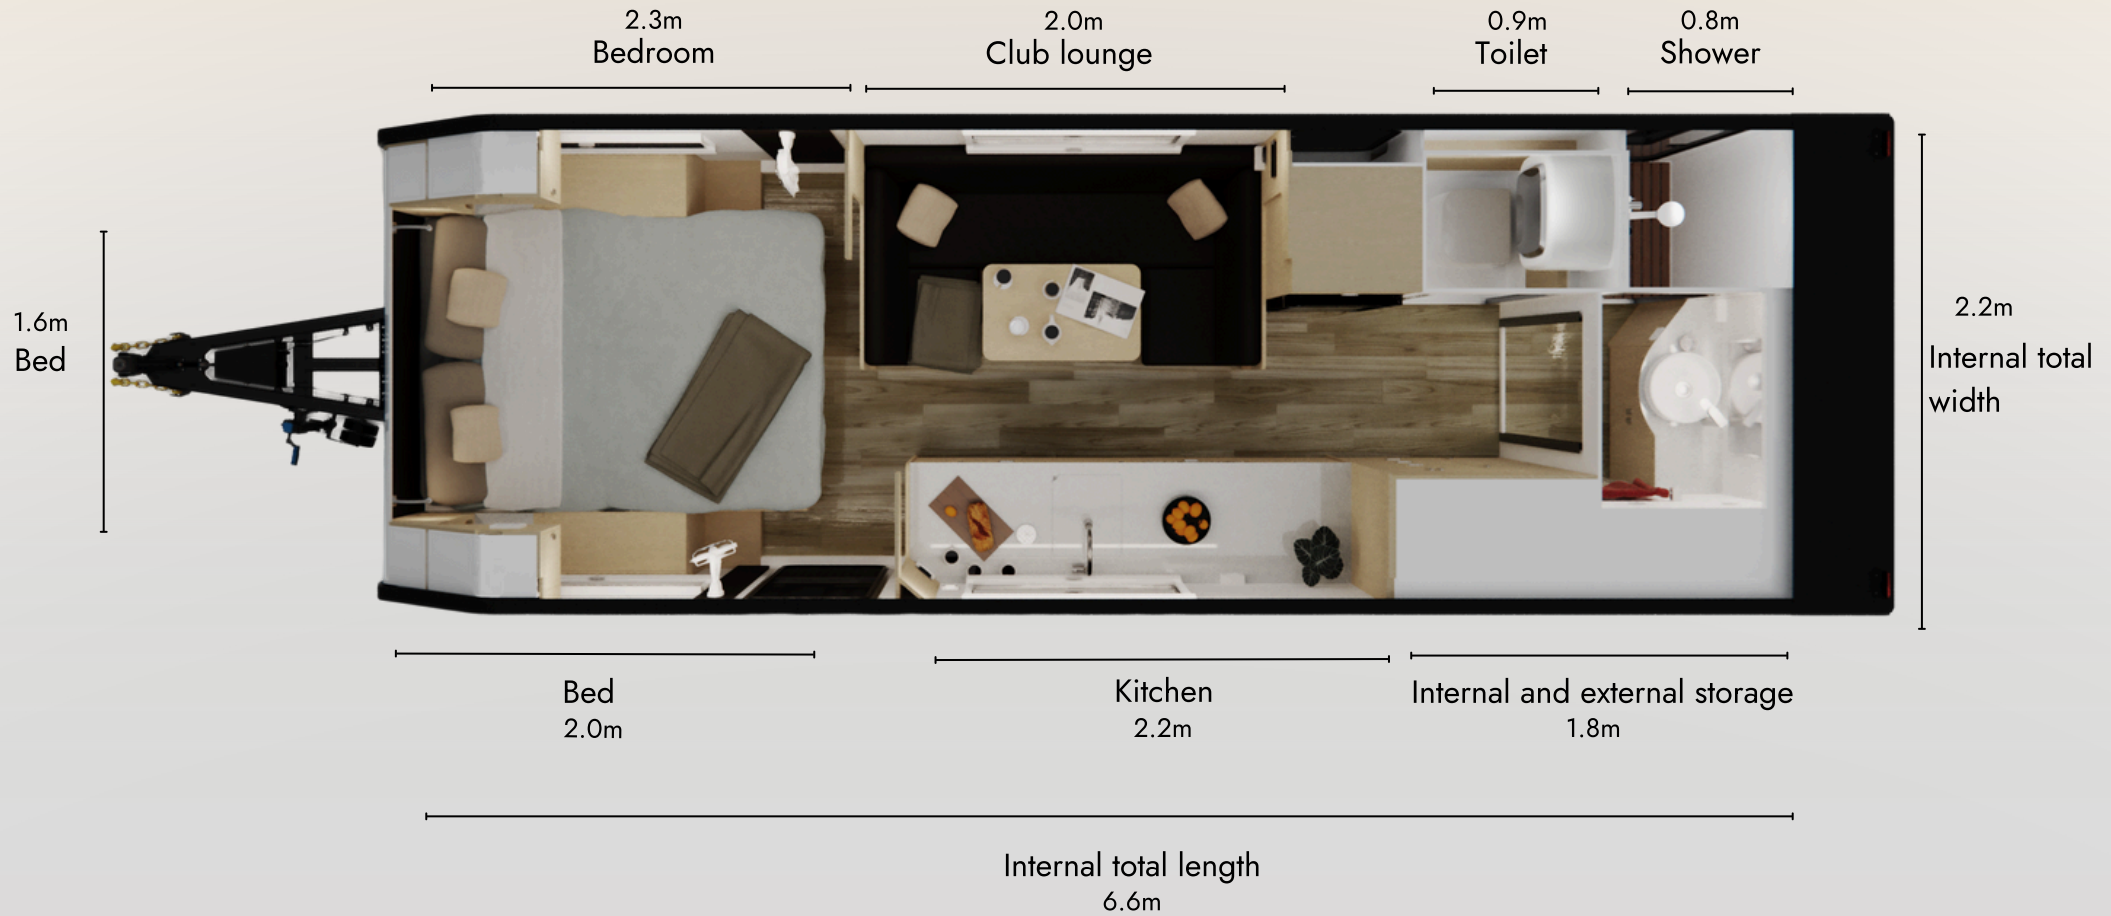 2.3m
Bedroom
2.0m
Club lounge
0.9m
Toilet
0.8m
Shower
1.6m
Bed
2.2m
Internal total
width
Bed
2.0m
Kitchen
2.2m
Internal and external storage
1.8m
Internal total length
6.6m